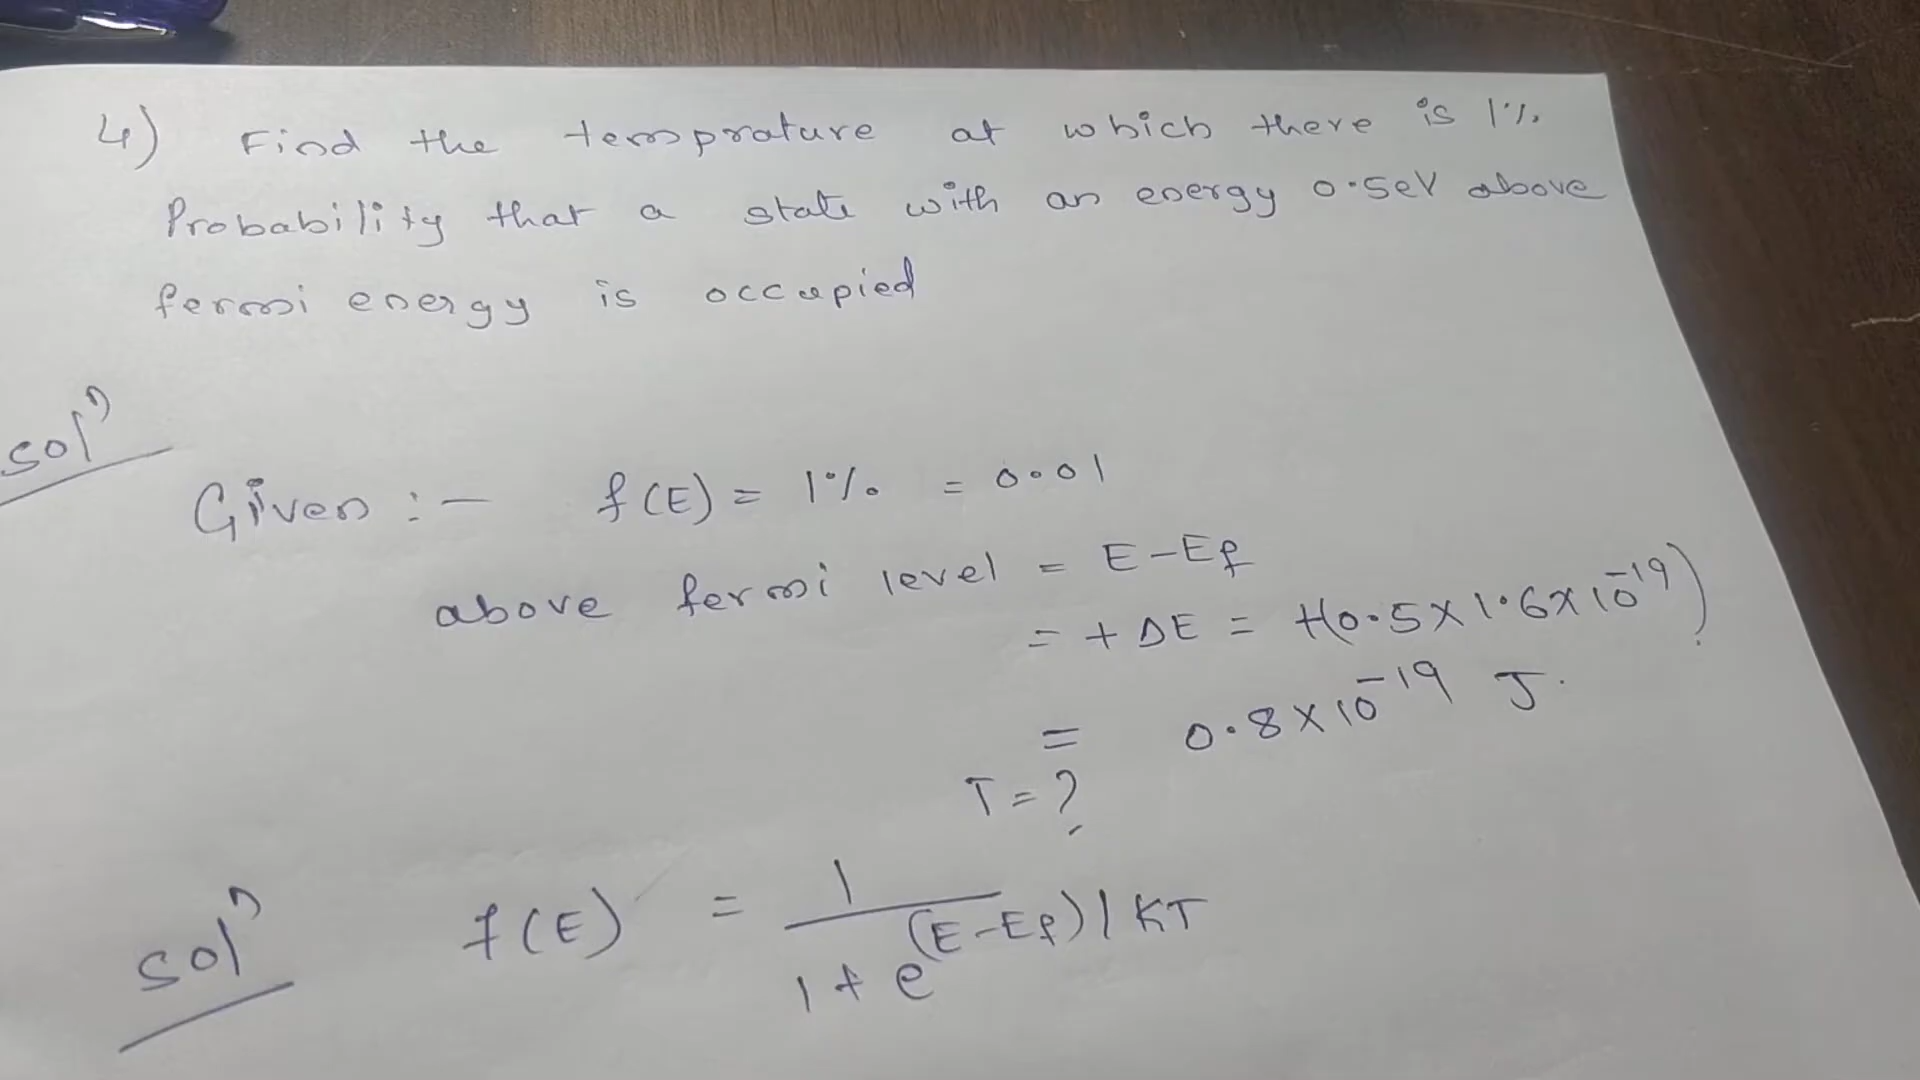 4) Find the temprature at which there is 1%
Probability that a state with an energy 0.5eV above
fermi energy is occupied
soln
Given :- f(E) = 1% = 0.01
above fermi level = E-Ef
= + ΔE = +(0.5×1.6×10^-19)
= 0.8×10^-19 J.
T=?
soln f(E) = 1 / 1+e^(E-Ef)/KT